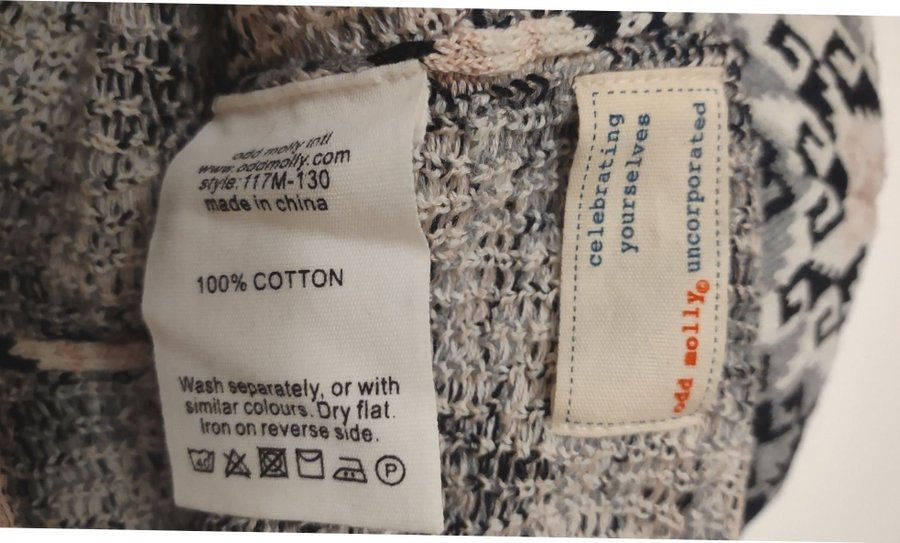 odd molly intl
www.oddmolly.com
style:117M-130
made in china
100% COTTON
Wash separately, or with
similar colours. Dry flat.
Iron on reverse side.
40
P
celebrating
yourselves
odd molly® uncorporated